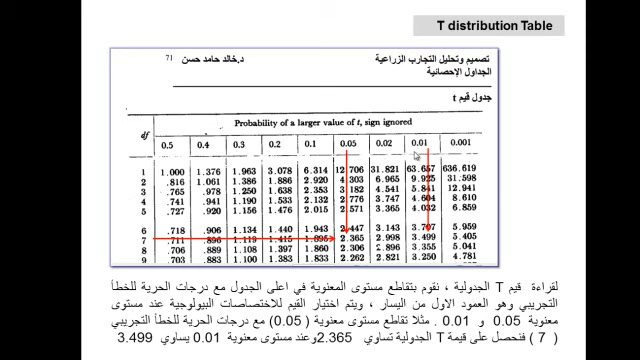 T distribution Table
تصميم وتحليل التجارب الزراعية د.خالد حامد حسن 71
الجداول الإحصائية
جدول قيم t
Probability of a larger value of t, sign ignored
df 0.5 0.4 0.3 0.2 0.1 0.05 0.02 0.01 0.001
1 1.000 1.376 1.963 3.078 6.314 12.706 31.821 63.657 636.619
2 .816 1.061 1.386 1.886 2.920 4.303 6.965 9.925 31.598
3 .765 .978 1.250 1.638 2.353 3.182 4.541 5.841 12.941
4 .741 .941 1.190 1.533 2.132 2.776 3.747 4.604 8.610
5 .727 .920 1.156 1.476 2.015 2.571 3.365 4.032 6.859
6 .718 .906 1.134 1.440 1.943 2.447 3.143 3.707 5.959
7 .711 .896 1.119 1.415 1.895 2.365 2.998 3.499 5.405
8 .706 .889 1.108 1.397 1.860 2.306 2.896 3.355 5.041
9 .703 .883 1.100 1.383 1.833 2.262 2.821 3.250 4.781
لقراءة قيم T الجدولية ، نقوم بتقاطع مستوى المعنوية في اعلى الجدول مع درجات الحرية للخطأ
التجريبي وهو العمود الاول من اليسار ، ويتم اختيار القيم للاختصاصات البيولوجية عند مستوى
معنوية 0.05 و 0.01 . مثلا تقاطع مستوى معنوية ( 0.05) مع درجات الحرية للخطأ التجريبي
( 7 ) فنحصل على قيمة T الجدولية تساوي 2.365 وعند مستوى المعنوية 0.01 يساوي 3.499